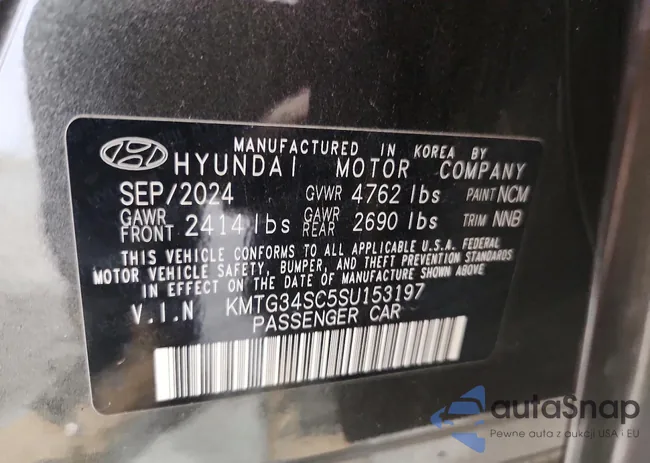 MANUFACTURED IN KOREA BY
HYUNDAI MOTOR COMPANY
SEP/2024 GVWR 4762 lbs PAINT NCM
GAWR FRONT 2414 lbs GAWR REAR 2690 lbs TRIM NNB
THIS VEHICLE CONFORMS TO ALL APPLICABLE U.S.A. FEDERAL
MOTOR VEHICLE SAFETY, BUMPER, AND THEFT PREVENTION STANDARDS
IN EFFECT ON THE DATE OF MANUFACTURE SHOWN ABOVE.
V.I.N KMTG34SC5SU153197
PASSENGER CAR
autoSnap
Pewne auta z aukcji USA i EU